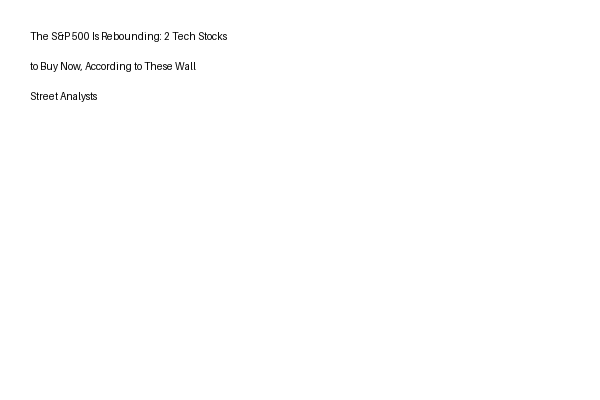 The S&P 500 Is Rebounding: 2 Tech Stocks
to Buy Now, According to These Wall
Street Analysts